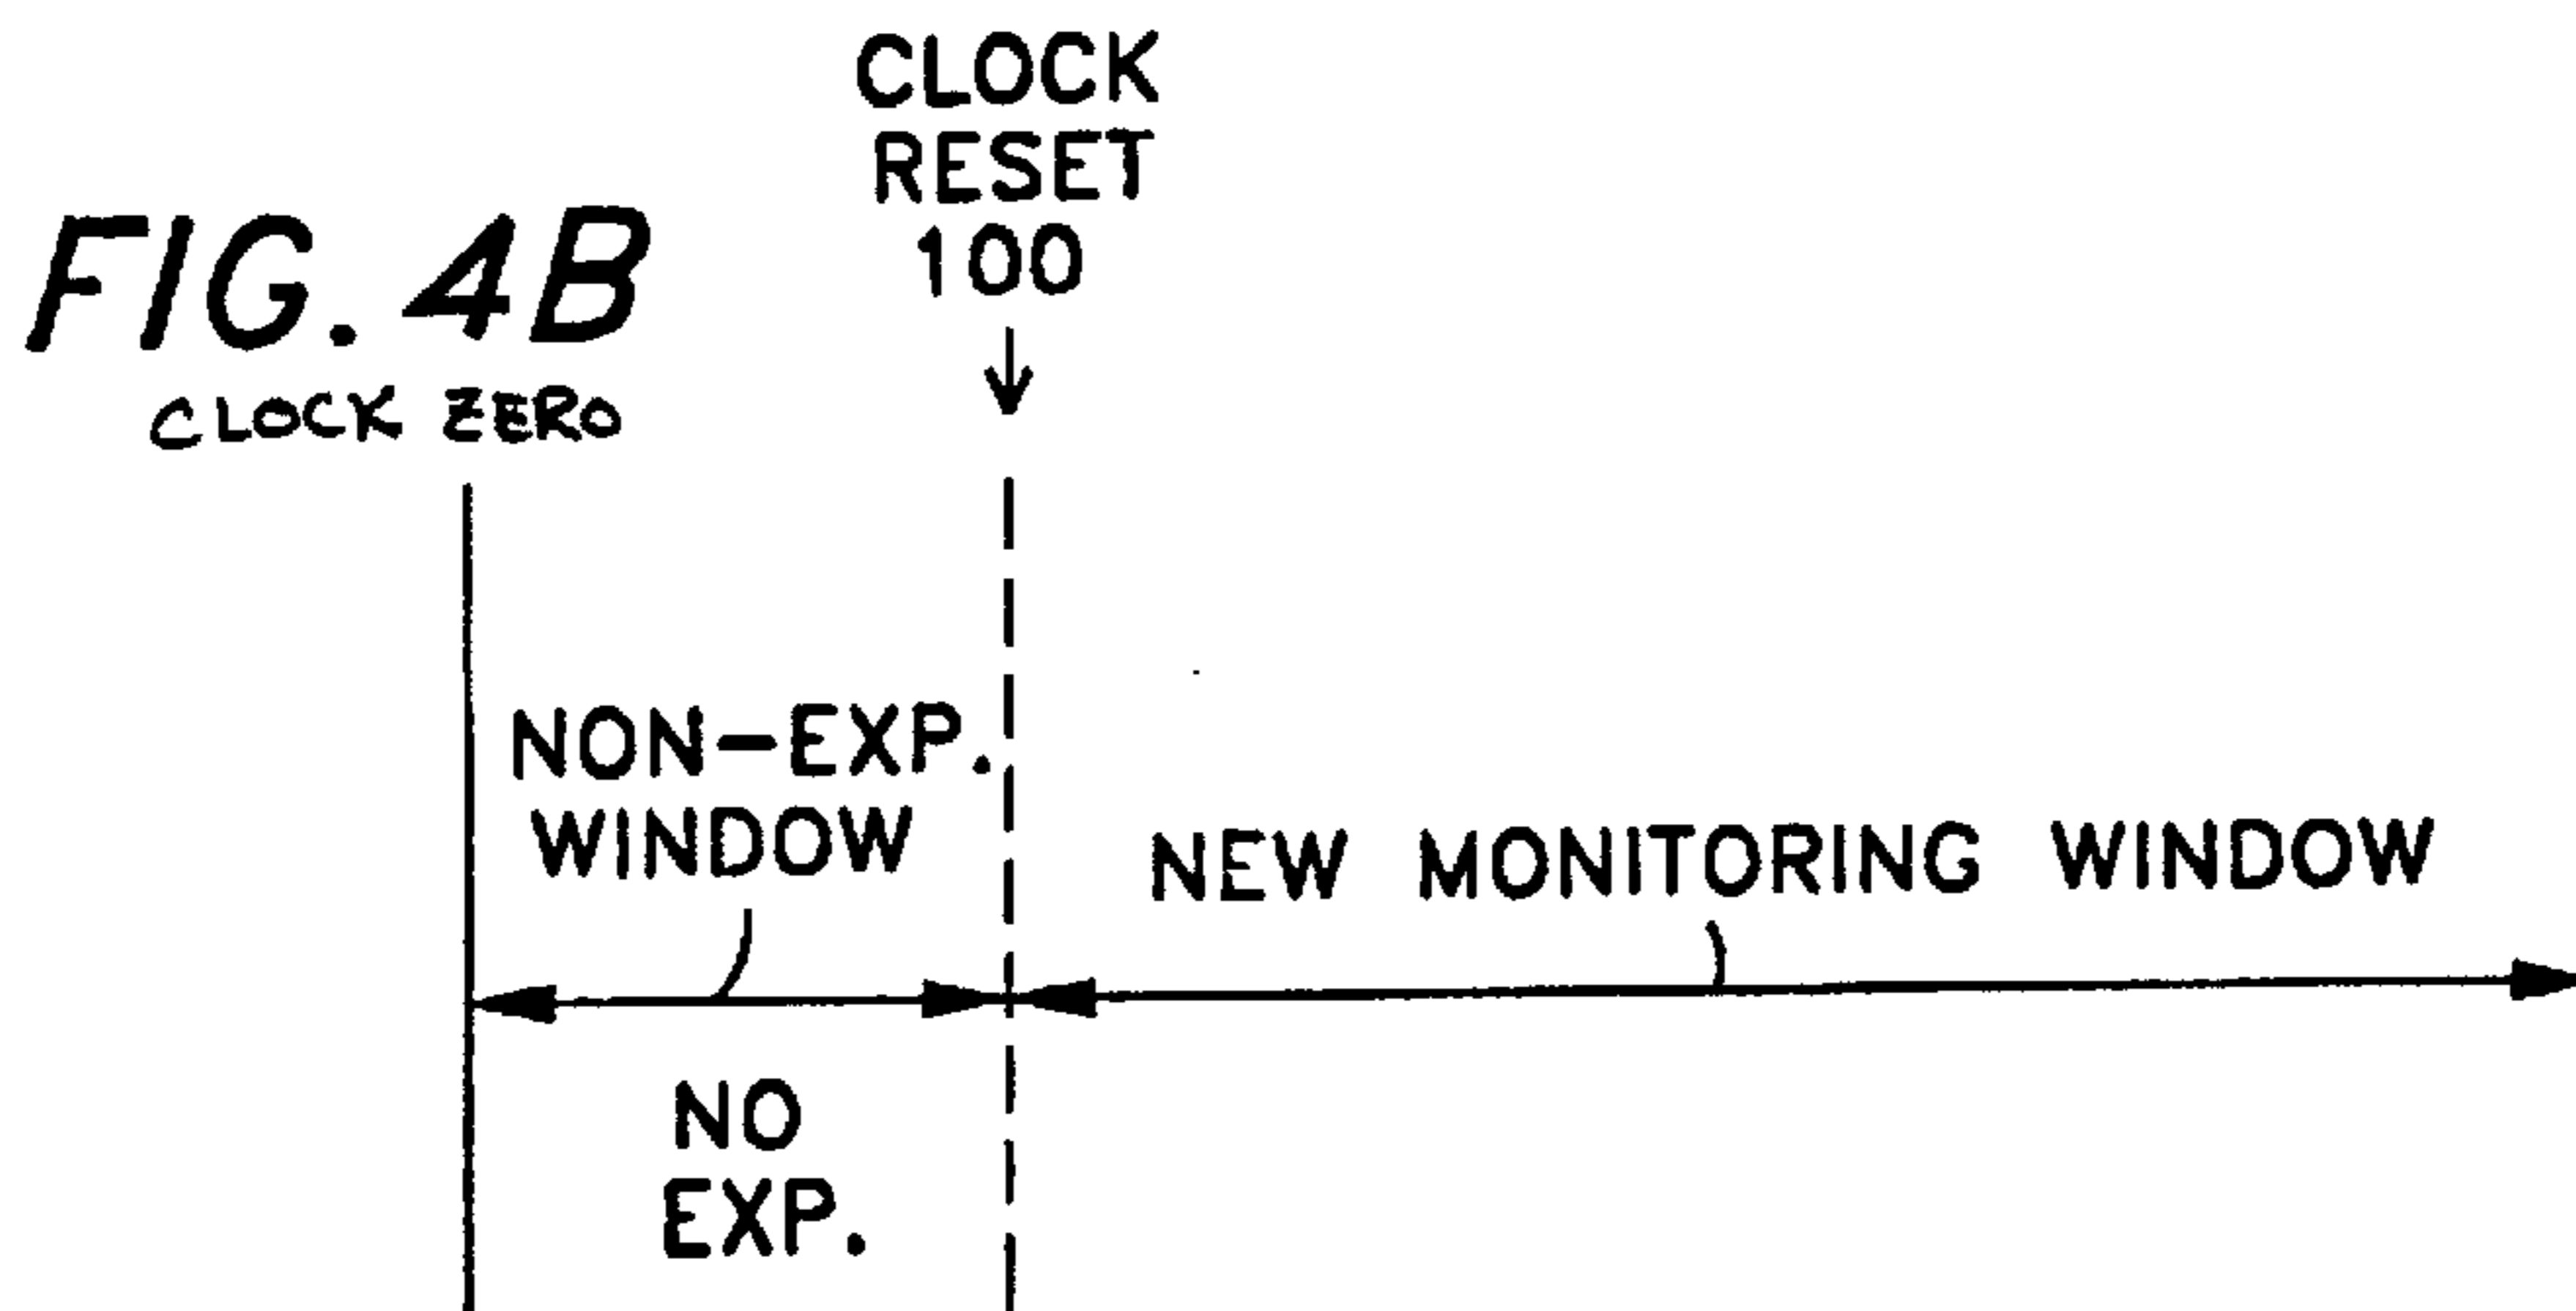 CLOCK
RESET
100
FIG. 4B
CLOCK ZERO
NON-EXP.
WINDOW
NEW MONITORING WINDOW
NO
EXP.